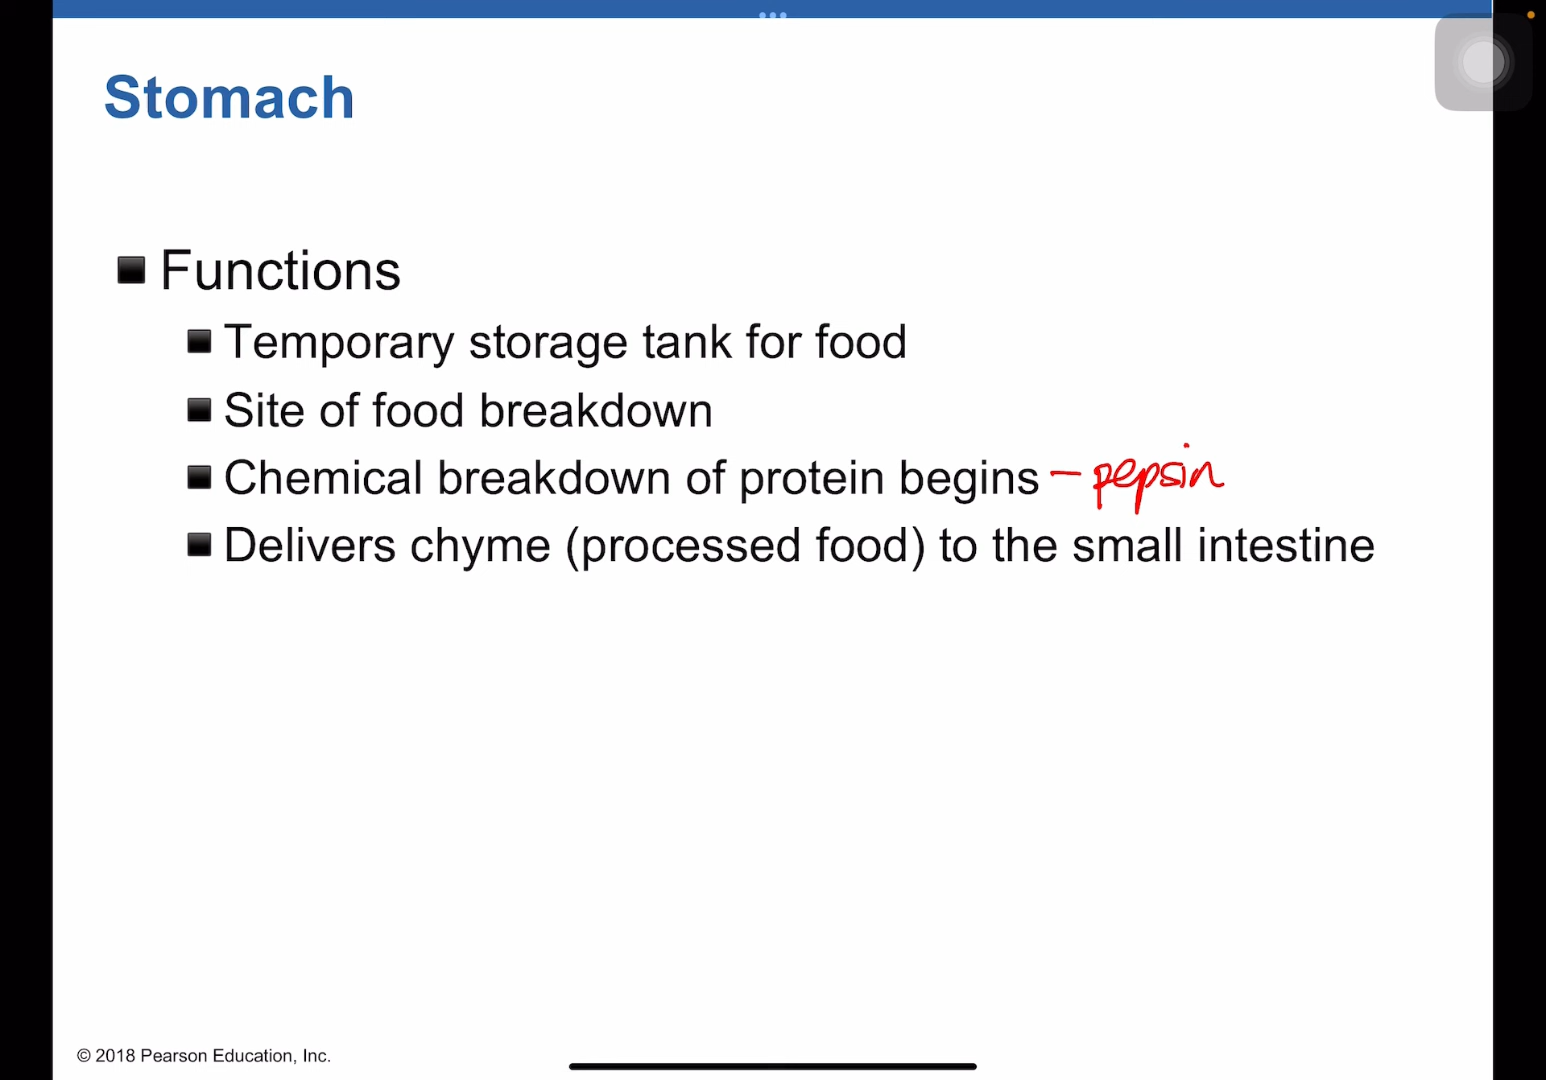 Stomach
Functions
Temporary storage tank for food
Site of food breakdown
Chemical breakdown of protein begins – pepsin
Delivers chyme (processed food) to the small intestine
© 2018 Pearson Education, Inc.